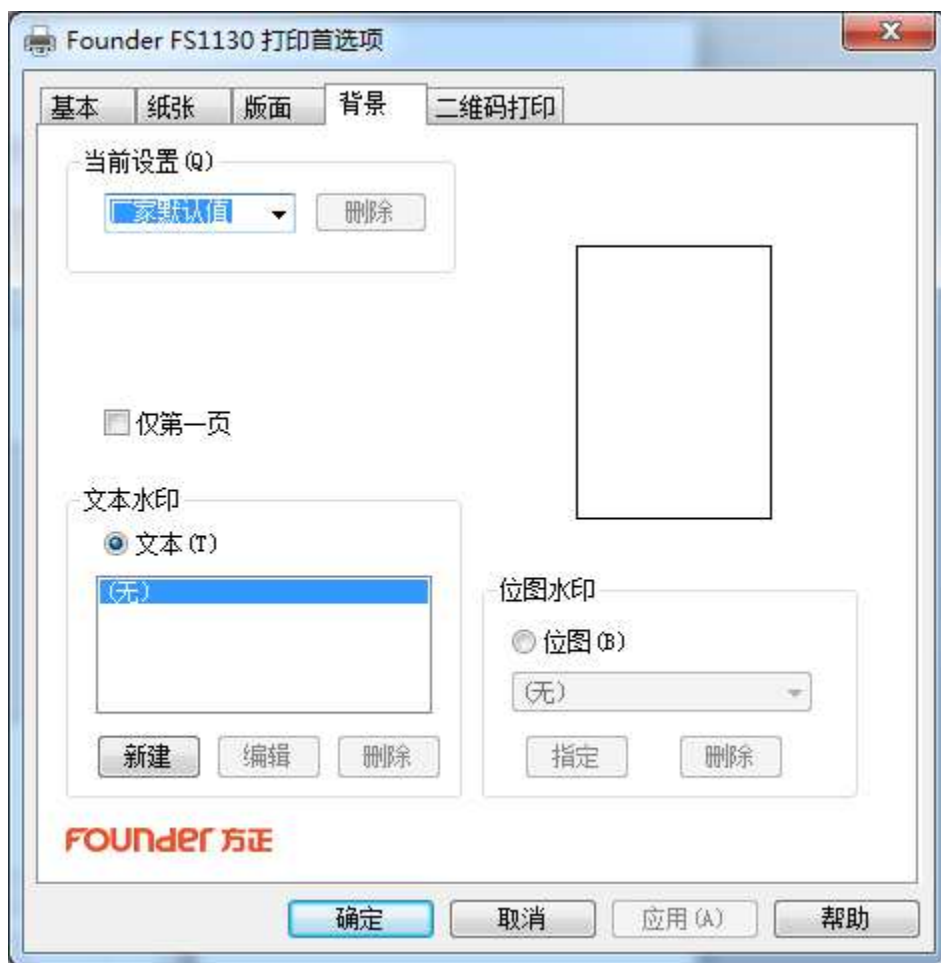 Founder FS1130 打印首选项
基本 纸张 版面 背景 二维码打印
当前设置(Q)
厂家默认值 删除
仅第一页
文本水印
文本(T)
(无)
新建 编辑 删除
位图水印
位图(B)
(无)
指定 删除
Founder 方正
确定 取消 应用(A) 帮助